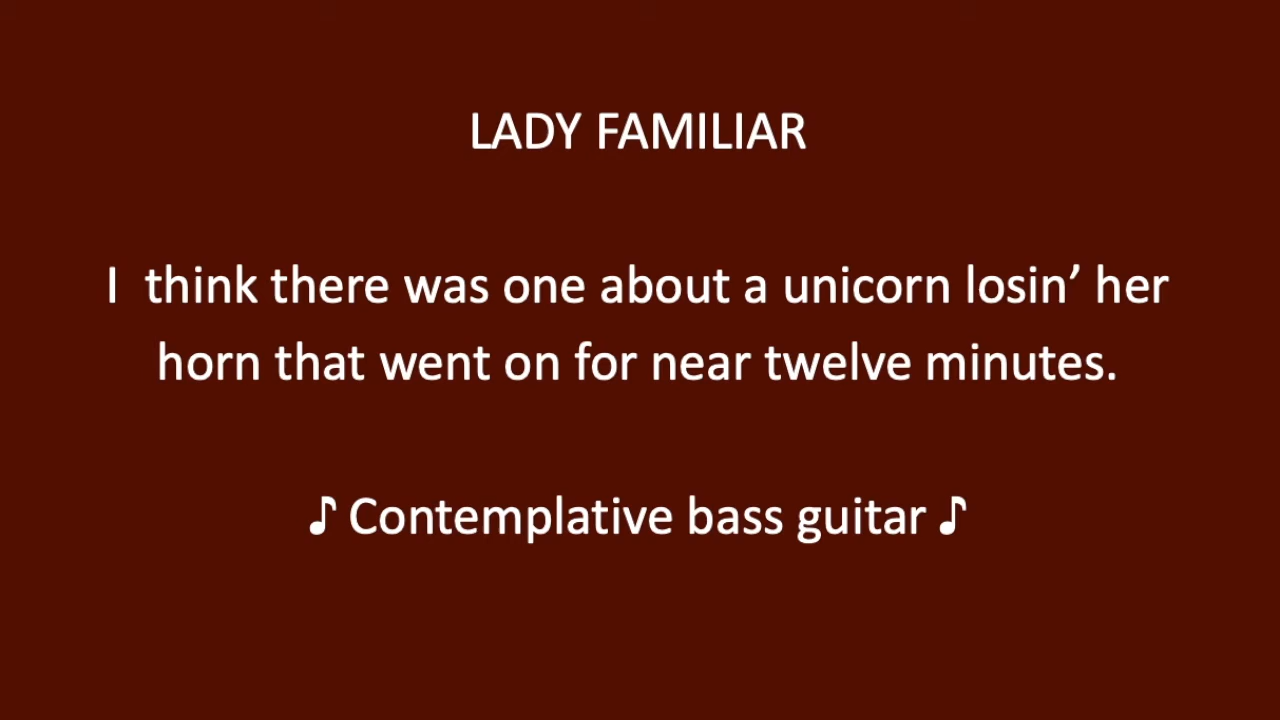 LADY FAMILIAR
I  think there was one about a unicorn losin’ her
horn that went on for near twelve minutes.
♪ Contemplative bass guitar ♪